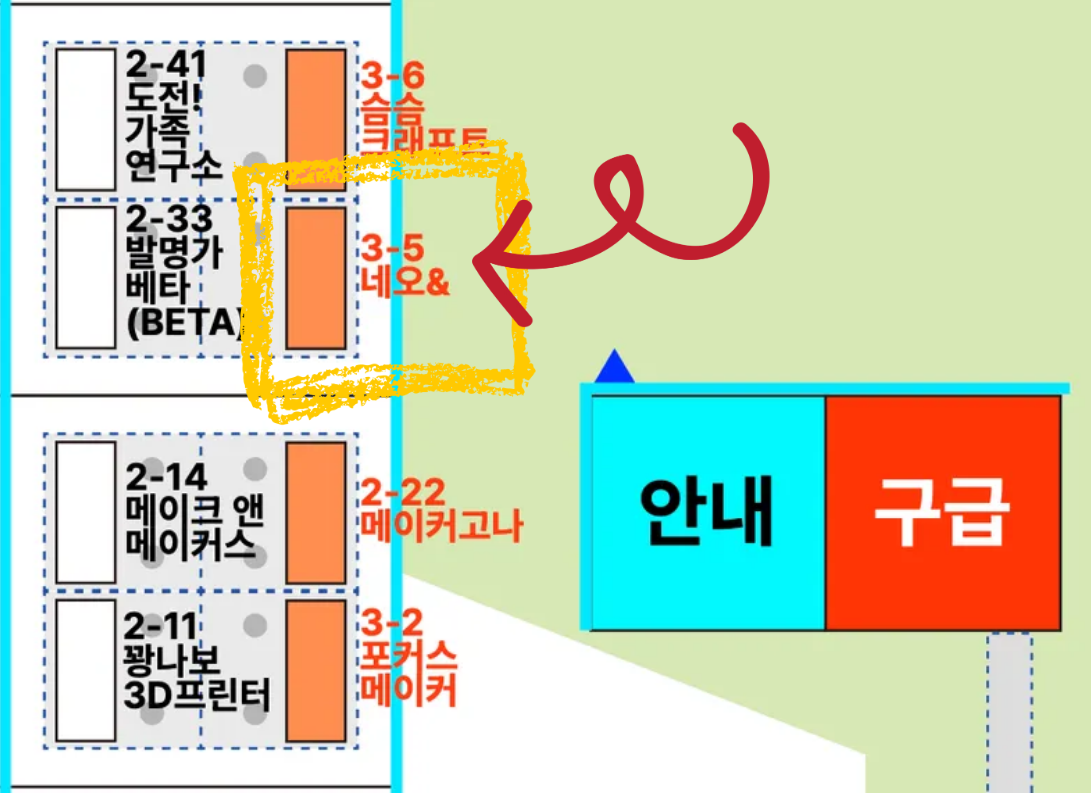 2-41
도전!
가족
연구소
3-6
슴슴
크래프트
2-33
발명가
베타
(BETA)
3-5
네오&
안내
구급
2-14
메이크 앤
메이커스
2-22
메이커고나
2-11
꽝나보
3D프린터
3-2
포커스
메이커